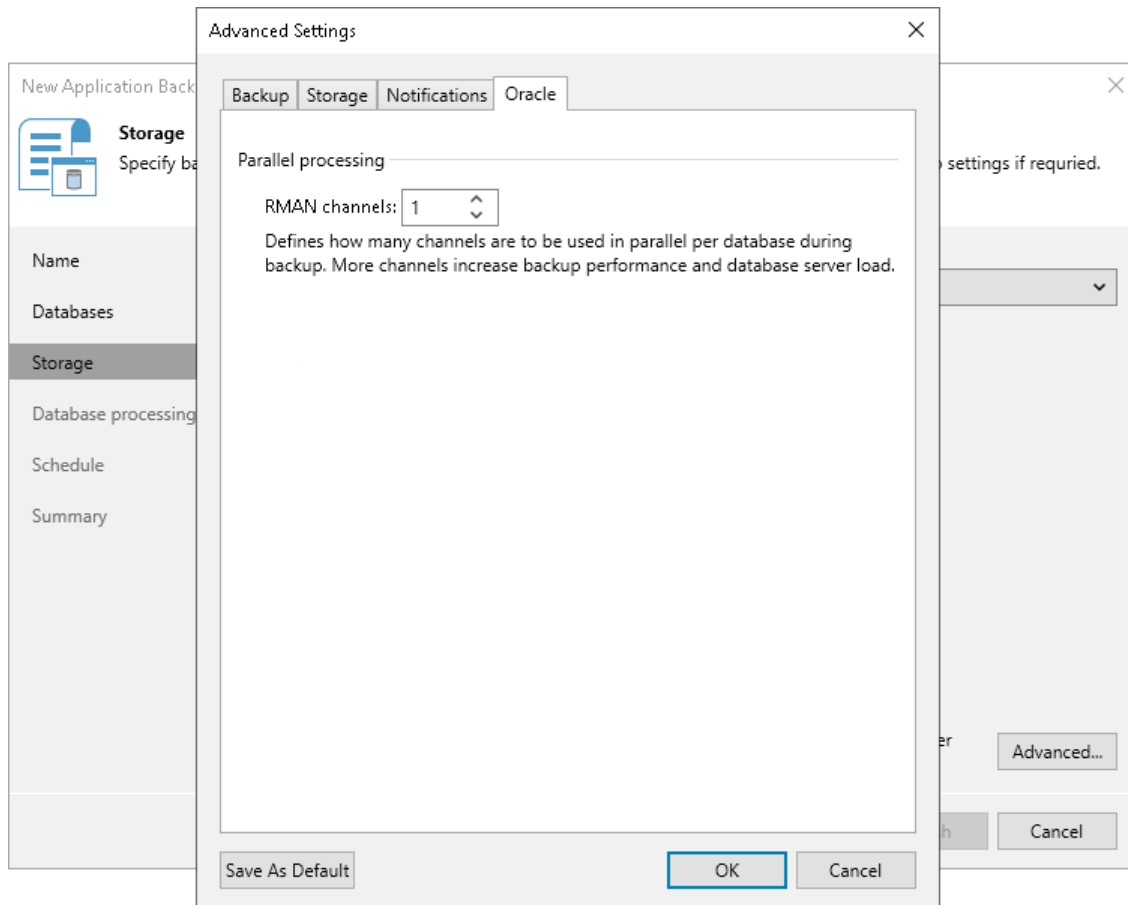 Advanced Settings
New Application Back
Backup Storage Notifications Oracle
Storage
Specify ba
settings if requried.
Parallel processing
RMAN channels: 1
Defines how many channels are to be used in parallel per database during
backup. More channels increase backup performance and database server load.
Name
Databases
Storage
Database processing
Schedule
Summary
er
Advanced...
h
Cancel
Save As Default
OK
Cancel